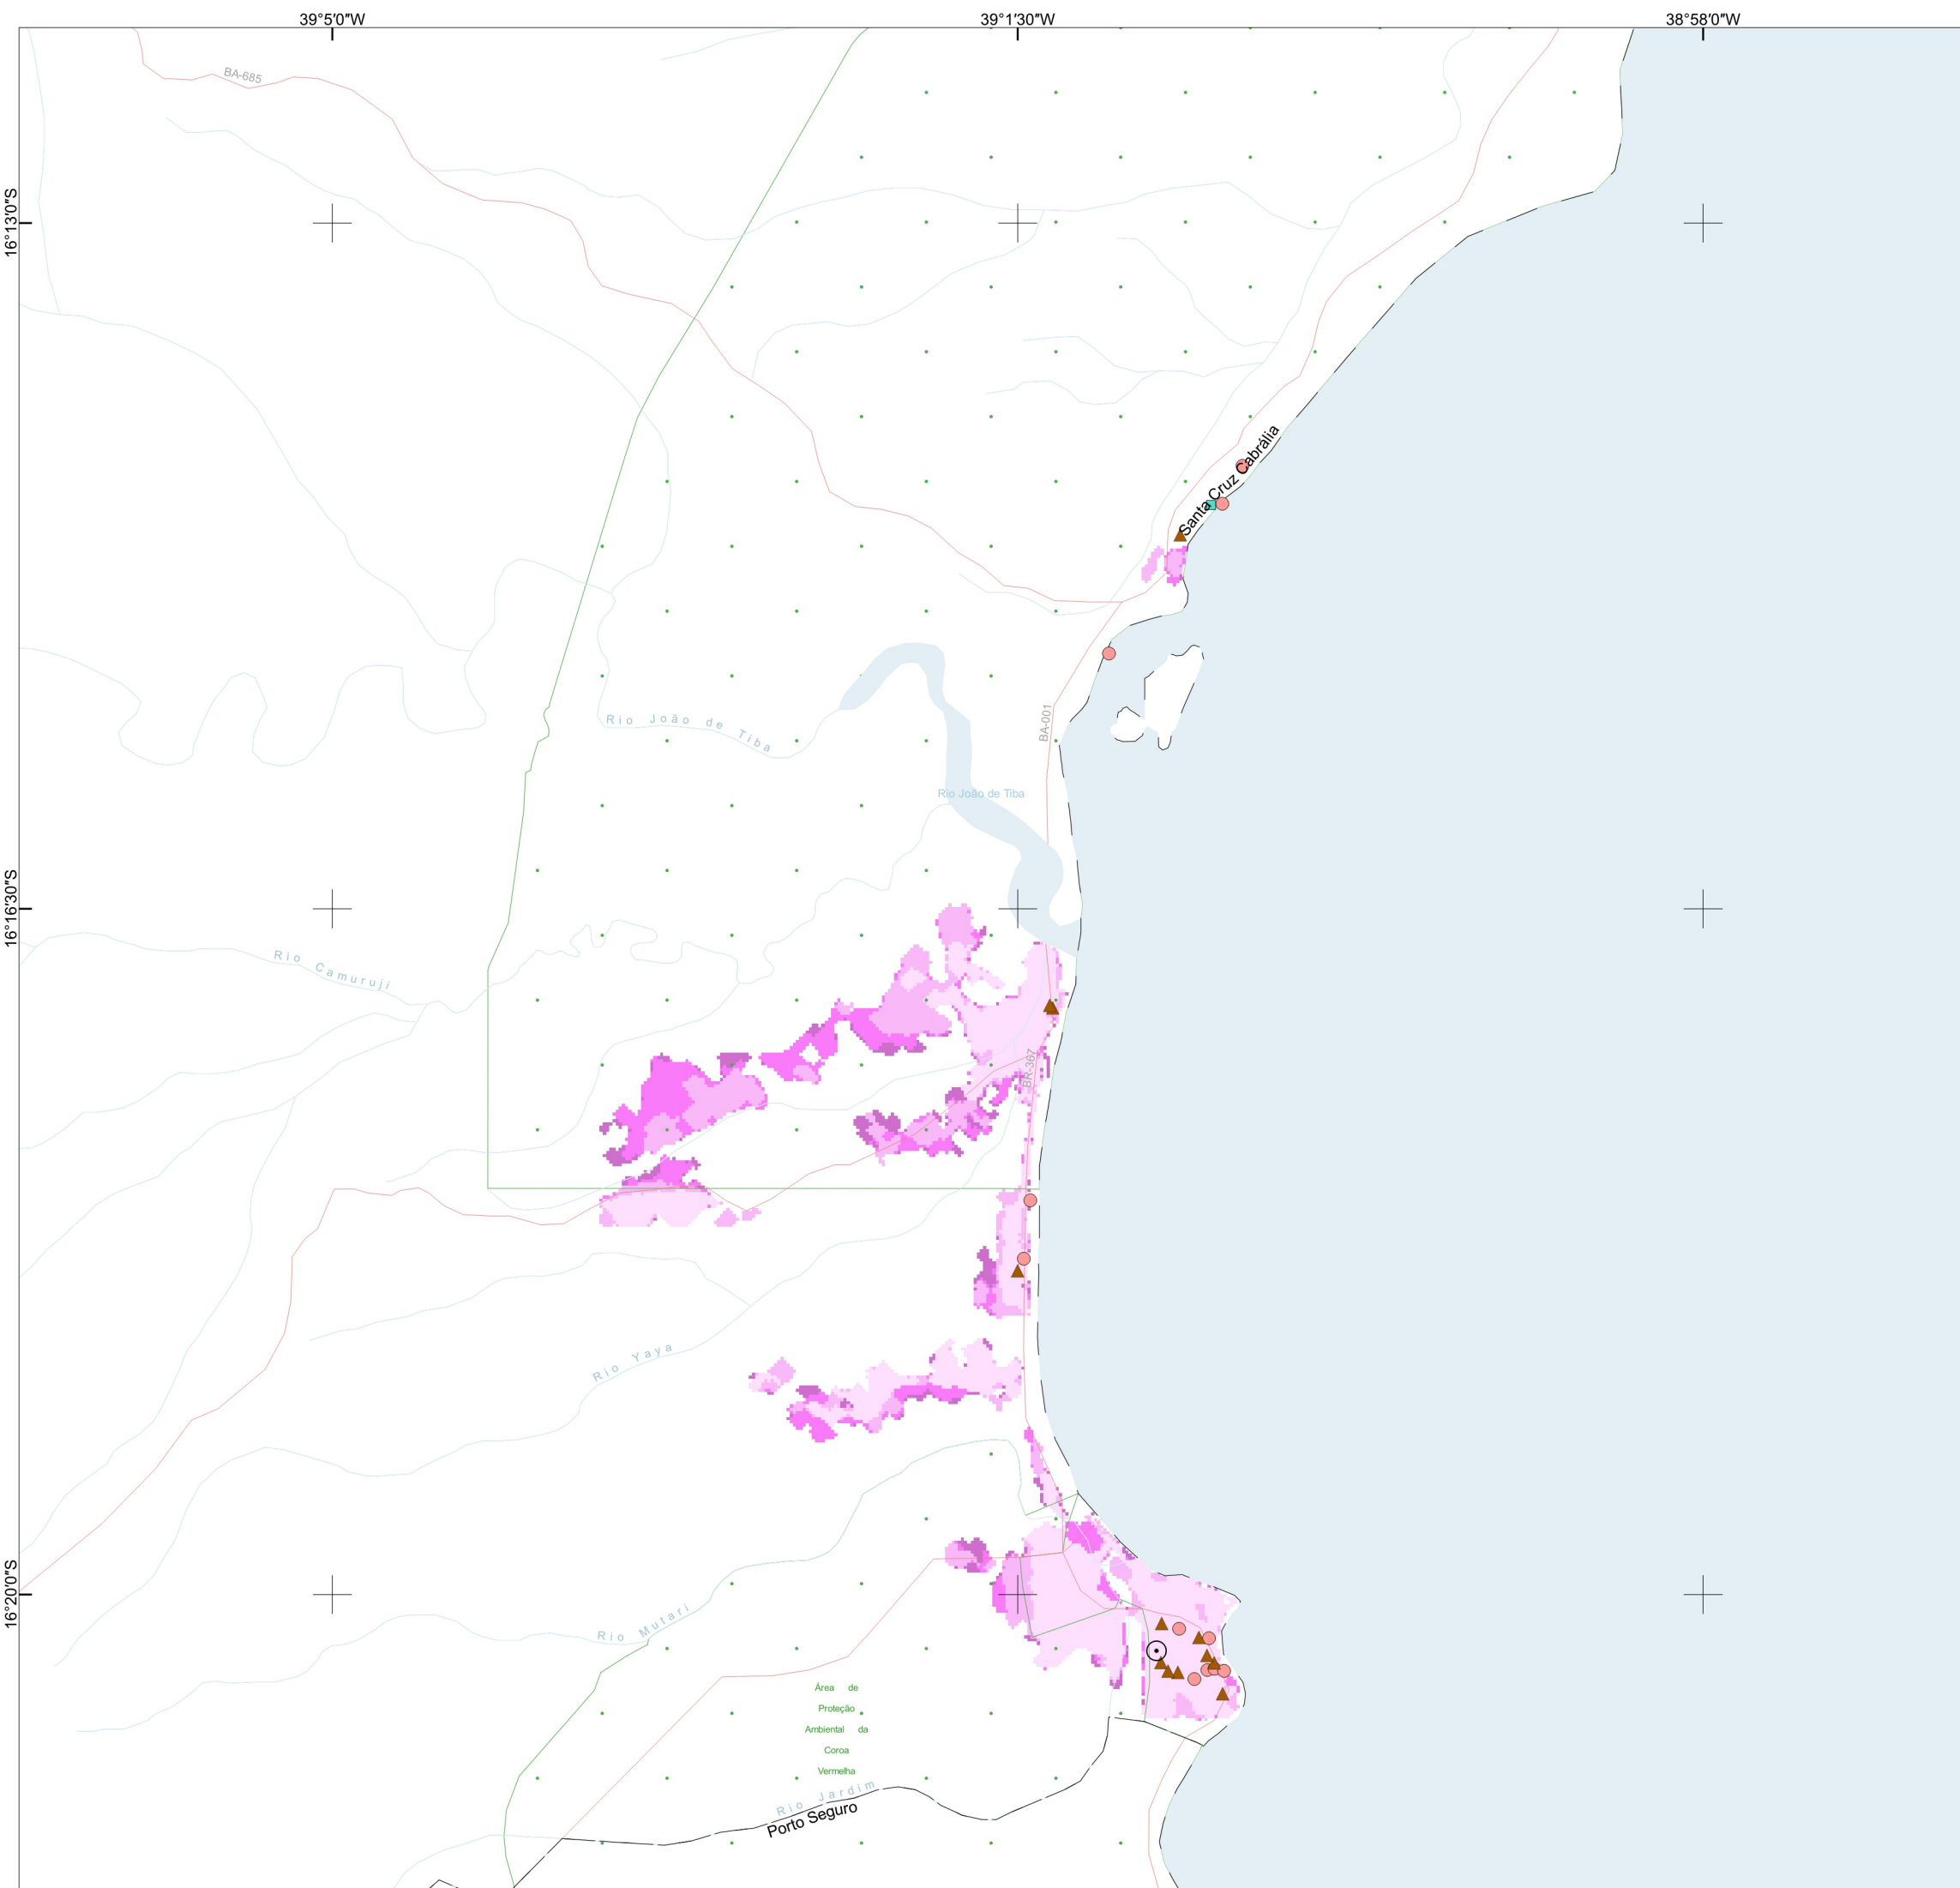 39°5'0"W
39°1'30"W
38°58'0"W
BA-685
16°13'0"S
Santa Cruz Cabrália
BA-001
Rio João de Tiba
Rio João de Tiba
16°16'30"S
Rio Camuruji
BR-367
Rio Yaya
16°20'0"S
Rio Mutari
Área de
Proteção
Ambiental da
Coroa
Vermelha
Rio Jardim
Porto Seguro